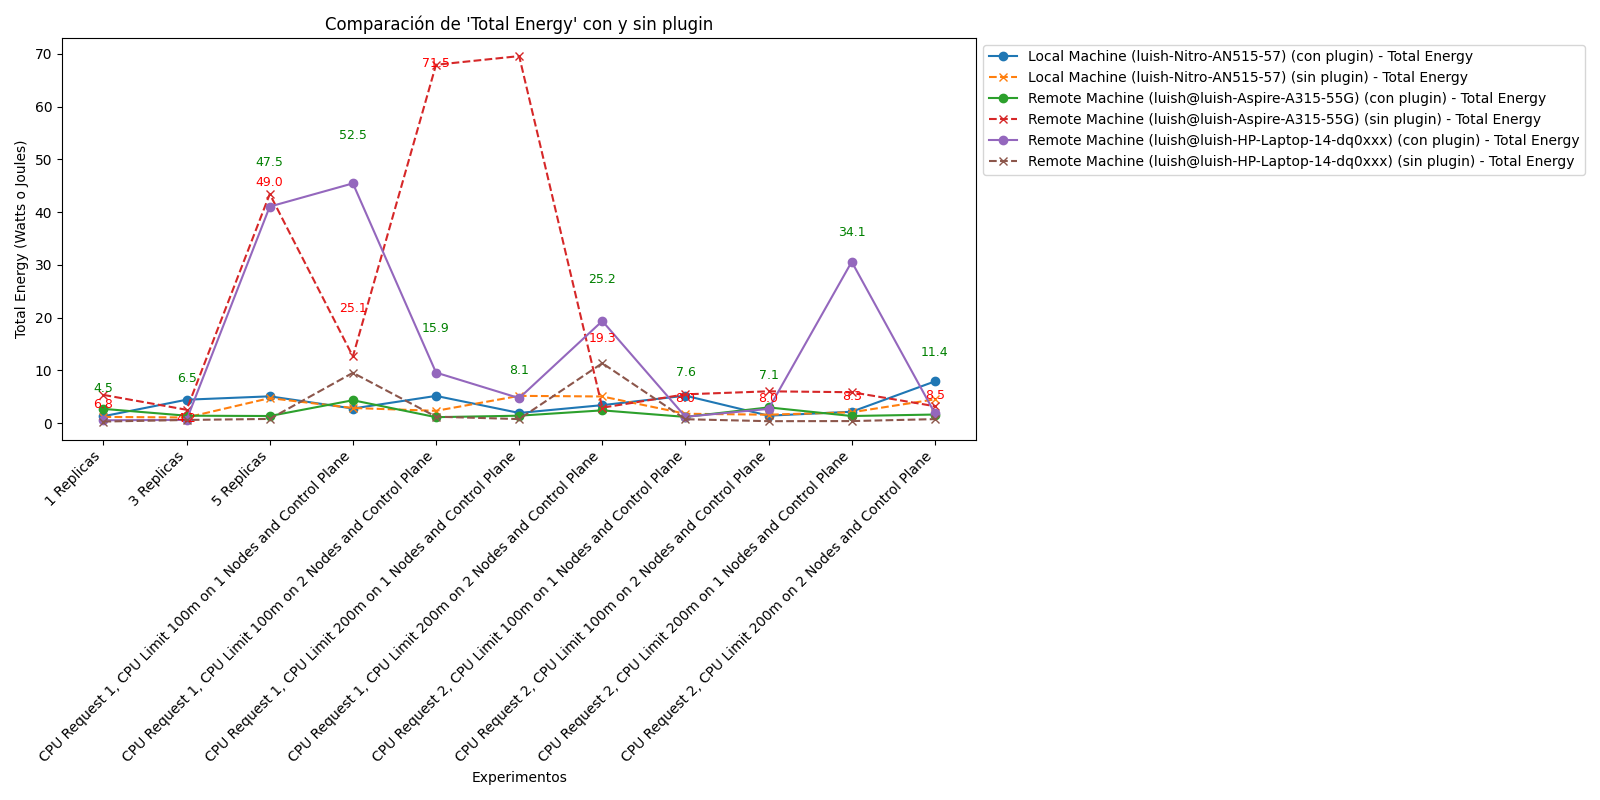 Comparación de 'Total Energy' con y sin plugin
Total Energy (Watts o Joules)
70
60
50
40
30
20
10
0
4.5
6.8
6.5
47.5
49.0
52.5
25.1
71.5
15.9
8.1
25.2
19.3
7.6
7.1
8.0
34.1
8.3
11.4
8.5
1 Replicas
3 Replicas
5 Replicas
CPU Request 1, CPU Limit 100m on 1 Nodes and Control Plane
CPU Request 1, CPU Limit 100m on 2 Nodes and Control Plane
CPU Request 1, CPU Limit 200m on 1 Nodes and Control Plane
CPU Request 1, CPU Limit 200m on 2 Nodes and Control Plane
CPU Request 2, CPU Limit 100m on 1 Nodes and Control Plane
CPU Request 2, CPU Limit 100m on 2 Nodes and Control Plane
CPU Request 2, CPU Limit 200m on 1 Nodes and Control Plane
CPU Request 2, CPU Limit 200m on 2 Nodes and Control Plane
Experimentos
Local Machine (luish-Nitro-AN515-57) (con plugin) - Total Energy
Local Machine (luish-Nitro-AN515-57) (sin plugin) - Total Energy
Remote Machine (luish@luish-Aspire-A315-55G) (con plugin) - Total Energy
Remote Machine (luish@luish-Aspire-A315-55G) (sin plugin) - Total Energy
Remote Machine (luish@luish-HP-Laptop-14-dq0xxx) (con plugin) - Total Energy
Remote Machine (luish@luish-HP-Laptop-14-dq0xxx) (sin plugin) - Total Energy